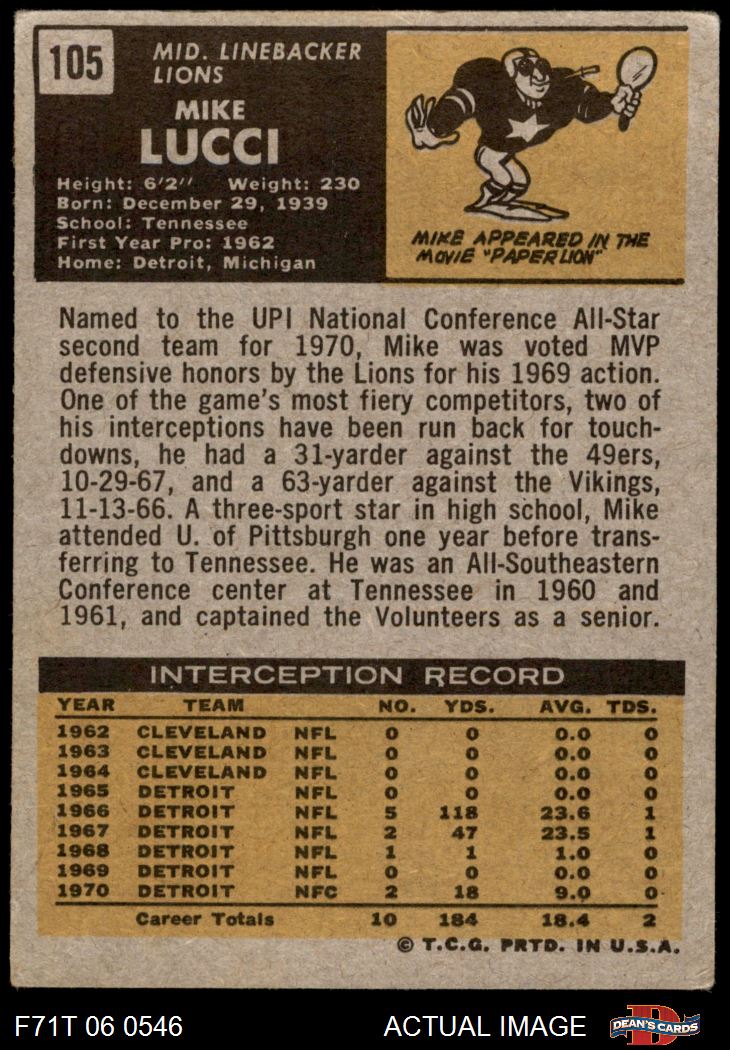 105
MID. LINEBACKER
LIONS
MIKE
LUCCI
Height: 6'2'' Weight: 230
Born: December 29, 1939
School: Tennessee
First Year Pro: 1962
Home: Detroit, Michigan
MIKE APPEARED IN THE
MOVIE "PAPER LION"
Named to the UPI National Conference All-Star
second team for 1970, Mike was voted MVP
defensive honors by the Lions for his 1969 action.
One of the game's most fiery competitors, two of
his interceptions have been run back for touch-
downs, he had a 31-yarder against the 49ers,
10-29-67, and a 63-yarder against the Vikings,
11-13-66. A three-sport star in high school, Mike
attended U. of Pittsburgh one year before trans-
ferring to Tennessee. He was an All-Southeastern
Conference center at Tennessee in 1960 and
1961, and captained the Volunteers as a senior.
INTERCEPTION RECORD
YEAR TEAM NO. YDS. AVG. TDS.
1962 CLEVELAND NFL 0 0 0.0 0
1963 CLEVELAND NFL 0 0 0.0 0
1964 CLEVELAND NFL 0 0 0.0 0
1965 DETROIT NFL 0 0 0.0 0
1966 DETROIT NFL 5 118 23.6 1
1967 DETROIT NFL 2 47 23.5 1
1968 DETROIT NFL 1 1 1.0 0
1969 DETROIT NFL 0 0 0.0 0
1970 DETROIT NFC 2 18 9.0 0
Career Totals 10 184 18.4 2
© T.C.G. PRTD. IN U.S.A.
F71T 06 0546 ACTUAL IMAGE D DEAN'S CARDS